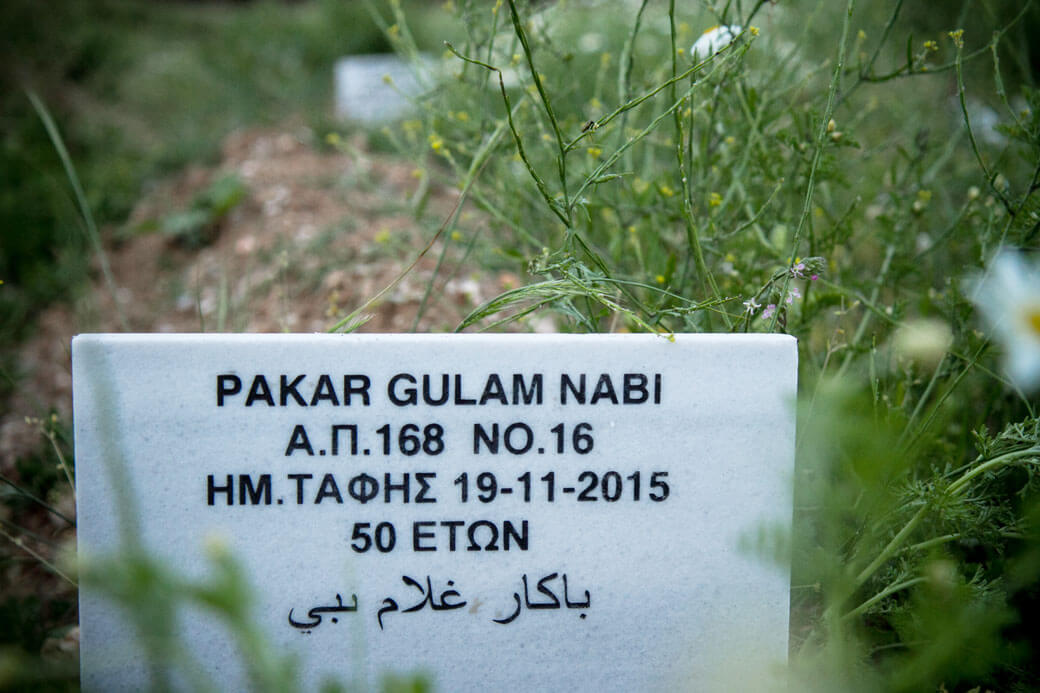 PAKAR GULAM NABI
Α.Π.168 NO.16
ΗΜ.ΤΑΦΗΣ 19-11-2015
50 ΕΤΩΝ
باكار غلام نبي